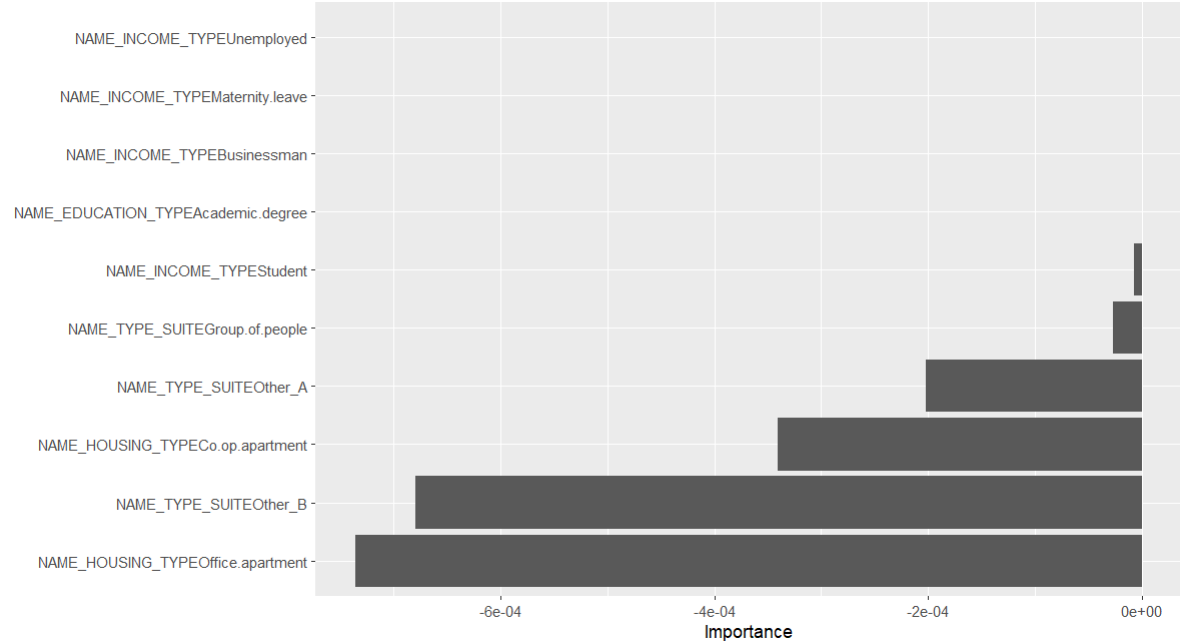 NAME_INCOME_TYPEUnemployed
NAME_INCOME_TYPEMaternity.leave
NAME_INCOME_TYPEBusinessman
NAME_EDUCATION_TYPEAcademic.degree
NAME_INCOME_TYPEStudent
NAME_TYPE_SUITEGroup.of.people
NAME_TYPE_SUITEOther_A
NAME_HOUSING_TYPECo.op.apartment
NAME_TYPE_SUITEOther_B
NAME_HOUSING_TYPEOffice.apartment
-6e-04 -4e-04 -2e-04 0e+00
Importance